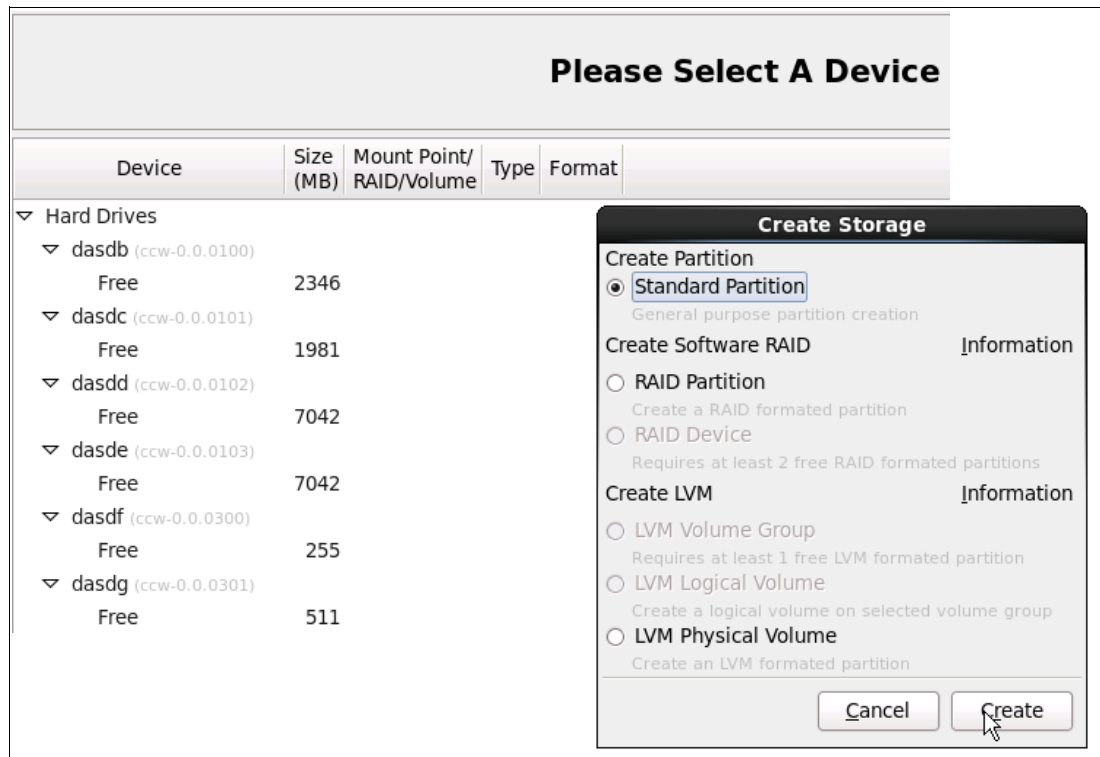 Please Select A Device
Device
Size
(MB)
Mount Point/
RAID/Volume
Type
Format
Hard Drives
dasdb (ccw-0.0.0100)
Free 2346
dasdc (ccw-0.0.0101)
Free 1981
dasdd (ccw-0.0.0102)
Free 7042
dasde (ccw-0.0.0103)
Free 7042
dasdf (ccw-0.0.0300)
Free 255
dasdg (ccw-0.0.0301)
Free 511
Create Storage
Create Partition
Standard Partition
General purpose partition creation
Create Software RAID Information
RAID Partition
Create a RAID formated partition
RAID Device
Requires at least 2 free RAID formated partitions
Create LVM Information
LVM Volume Group
Requires at least 1 free LVM formated partition
LVM Logical Volume
Create a logical volume on selected volume group
LVM Physical Volume
Create an LVM formated partition
Cancel Create